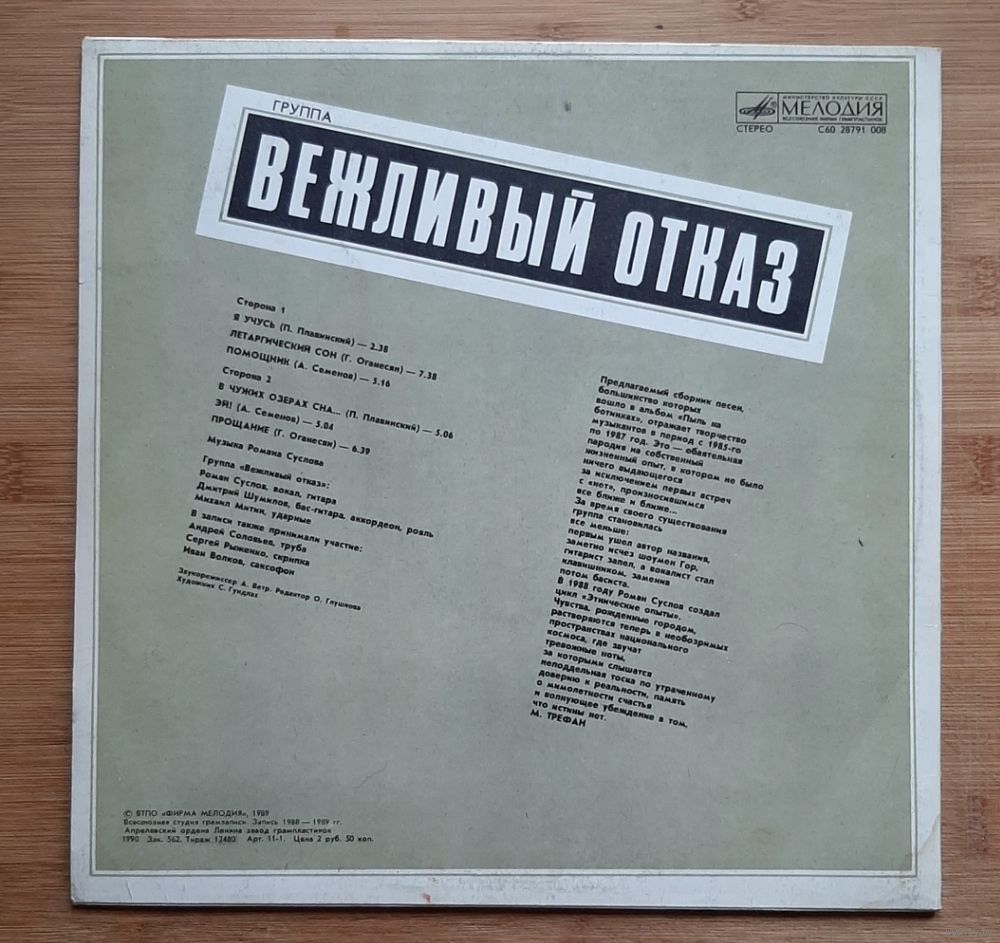 ГРУППА
ВЕЖЛИВЫЙ ОТКАЗ
МИНИСТЕРСТВО КУЛЬТУРЫ СССР
МЕЛОДИЯ
ВСЕСОЮЗНАЯ ФИРМА ГРАМПЛАСТИНОК
СТЕРЕО С60 28791 008
Сторона 1
Я УЧУСЬ (П. Плавинский) — 2.38
ЛЕТАРГИЧЕСКИЙ СОН (Г. Оганесян) — 7.38
ПОМОЩНИК (А. Семенов) — 5.16
Сторона 2
В ЧУЖИХ ОЗЕРАХ СНА... (П. Плавинский) — 5.06
ЭЙ! (А. Семенов) — 5.04
ПРОЩАНИЕ (Г. Оганесян) — 6.39
Музыка Романа Суслова
Группа «Вежливый отказ»:
Роман Суслов, вокал, гитара
Дмитрий Шумилов, бас-гитара, аккордеон, рояль
Михаил Митин, ударные
В записи также принимали участие:
Андрей Соловьев, труба
Сергей Рыженко, скрипка
Иван Волков, саксофон
Звукорежиссер А. Ветр. Редактор О. Глушкова
Художник С. Гундлах
Предлагаемый сборник песен,
большинство которых
вошло в альбом «Пыль на
ботинках», отражает творчество
музыкантов в период с 1985-го
по 1987 год. Это — обаятельная
пародия на собственный
жизненный опыт, в котором не было
ничего выдающегося
за исключением первых встреч
с «нет», произносившимся
все ближе и ближе...
За время своего существования
группа становилась
все меньше:
первым ушел автор названия,
заметно исчез шоумен Гор,
гитарист запел, а вокалист стал
клавишником, заменив
потом басиста.
В 1988 году Роман Суслов создал
цикл «Этнические опыты».
Чувства, рожденные городом,
растворяются теперь в необозримых
пространствах национального
космоса, где звучат
тревожные ноты,
за которыми слышатся
неподдельная тоска по утраченному
доверию к реальности, память
о мимолетности счастья
и волнующее убеждение в том,
что истины нет.
М. ТРЕФАН
© ВТПО «ФИРМА МЕЛОДИЯ», 1989
Всесоюзная студия грамзаписи. Запись 1988 — 1989 гг.
Апрелевский ордена Ленина завод грампластинок
1990 Зак. 562. Тираж 12480. Арт. 11-1. Цена 2 руб. 50 коп.